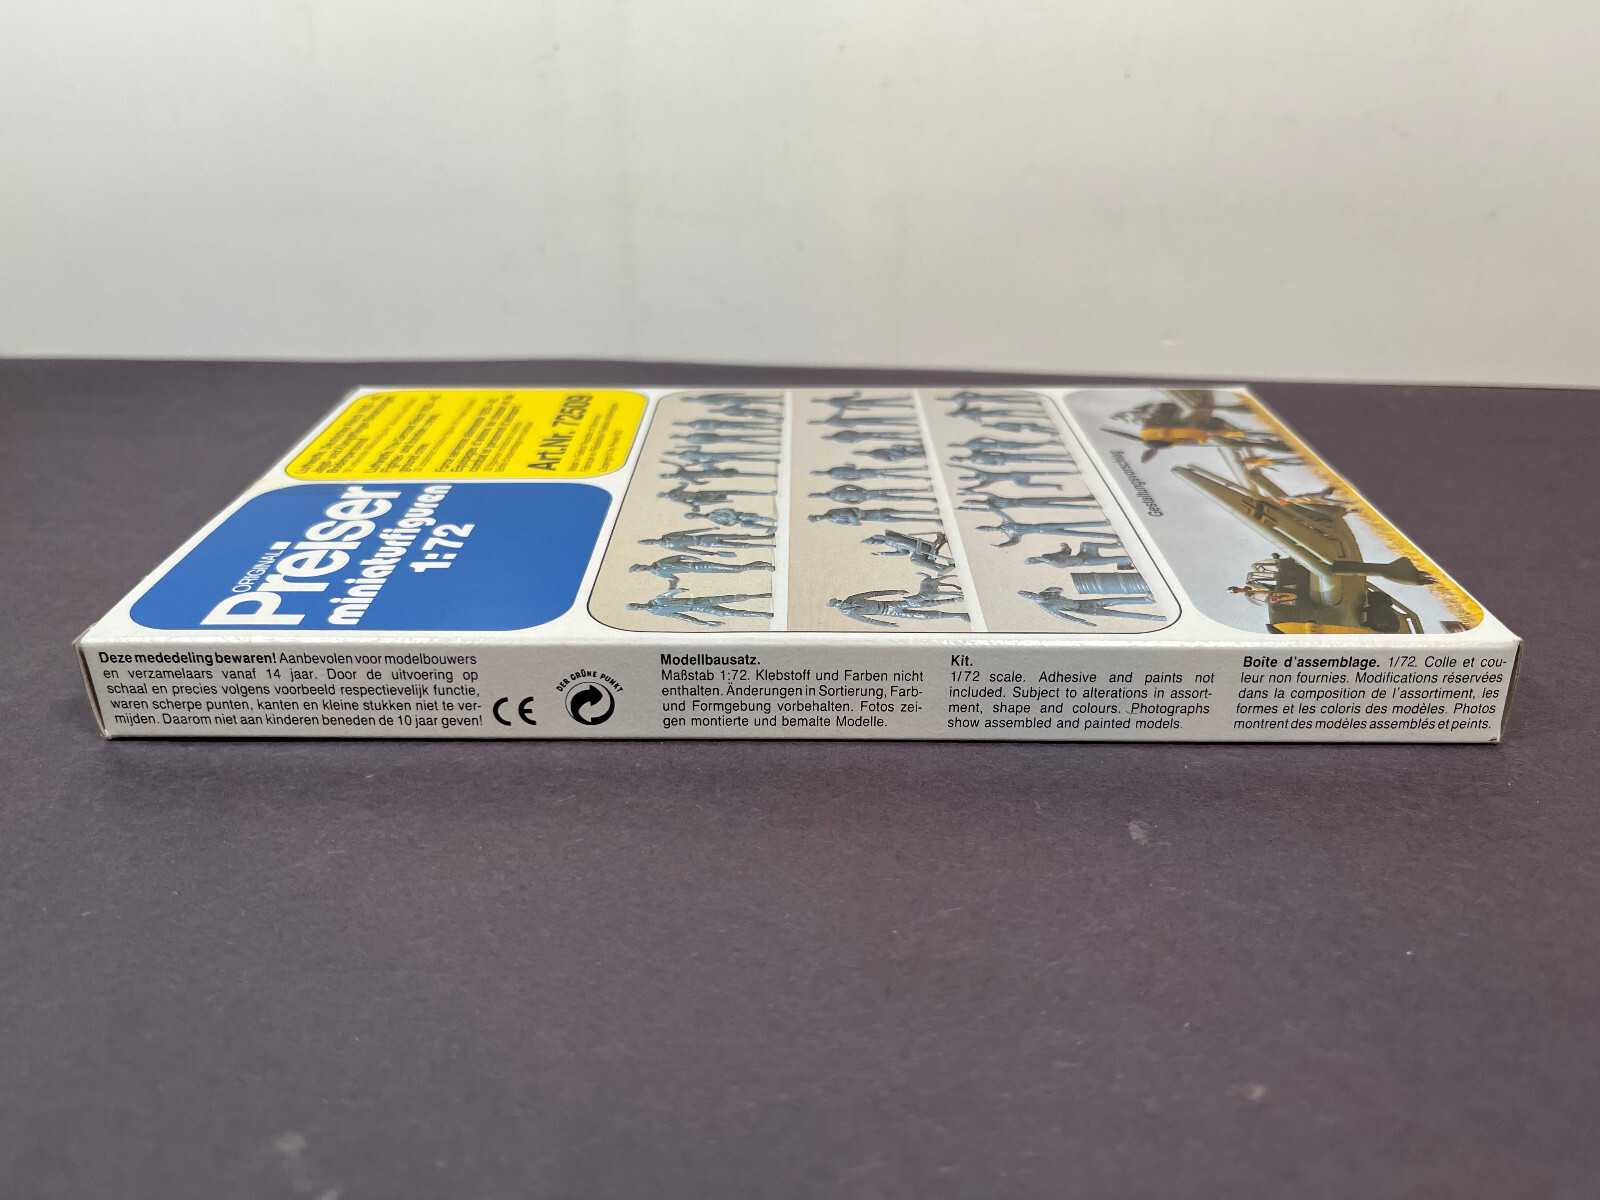 ORIGINAL
Preiser
miniaturfiguren
1:72
Art.Nr. 72509
Gestaltungsvorschlag
Deze mededeling bewaren! Aanbevolen voor modelbouwers
en verzamelaars vanaf 14 jaar. Door de uitvoering op
schaal en precies volgens voorbeeld respectievelijk functie,
waren scherpe punten, kanten en kleine stukken niet te ver-
mijden. Daarom niet aan kinderen beneden de 10 jaar geven!
CE
DER GRÜNE PUNKT
Modellbausatz.
Maßstab 1:72. Klebstoff und Farben nicht
enthalten. Änderungen in Sortierung, Farb-
und Formgebung vorbehalten. Fotos zei-
gen montierte und bemalte Modelle.
Kit.
1/72 scale. Adhesive and paints not
included. Subject to alterations in assort-
ment, shape and colours. Photographs
show assembled and painted models.
Boîte d'assemblage. 1/72. Colle et cou-
leur non fournies. Modifications réservées
dans la composition de l'assortiment, les
formes et les coloris des modèles. Photos
montrent des modèles assemblés et peints.